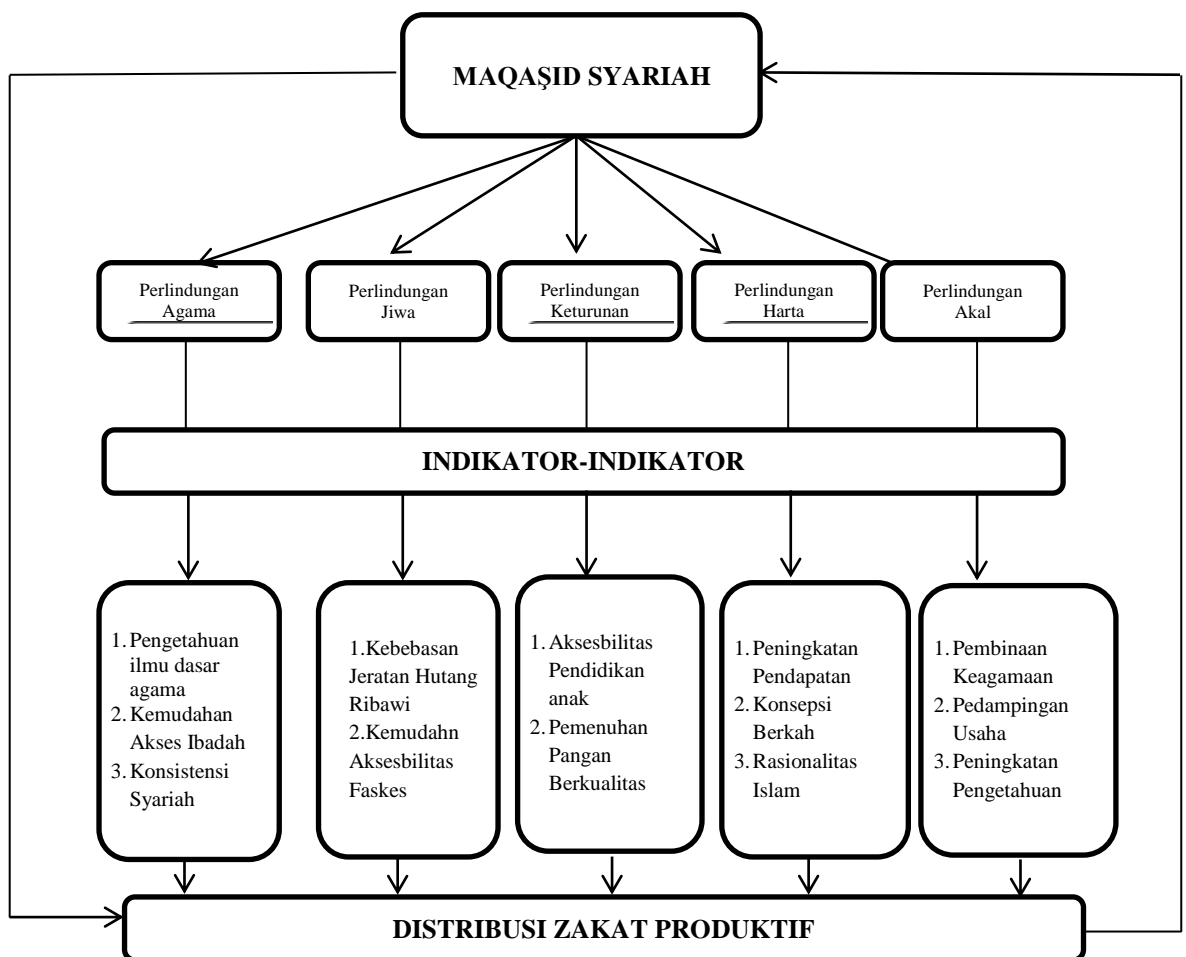 MAQAŞID SYARIAH
Perlindungan
Agama
Perlindungan
Jiwa
Perlindungan
Keturunan
Perlindungan
Harta
Perlindungan
Akal
INDIKATOR-INDIKATOR
1. Pengetahuan
ilmu dasar
agama
2. Kemudahan
Akses Ibadah
3. Konsistensi
Syariah
1.Kebebasan
Jeratan Hutang
Ribawi
2.Kemudahn
Aksesbilitas
Faskes
1. Aksesbilitas
Pendidikan
anak
2. Pemenuhan
Pangan
Berkualitas
1. Peningkatan
Pendapatan
2. Konsepsi
Berkah
3. Rasionalitas
Islam
1. Pembinaan
Keagamaan
2. Pedampingan
Usaha
3. Peningkatan
Pengetahuan
DISTRIBUSI ZAKAT PRODUKTIF